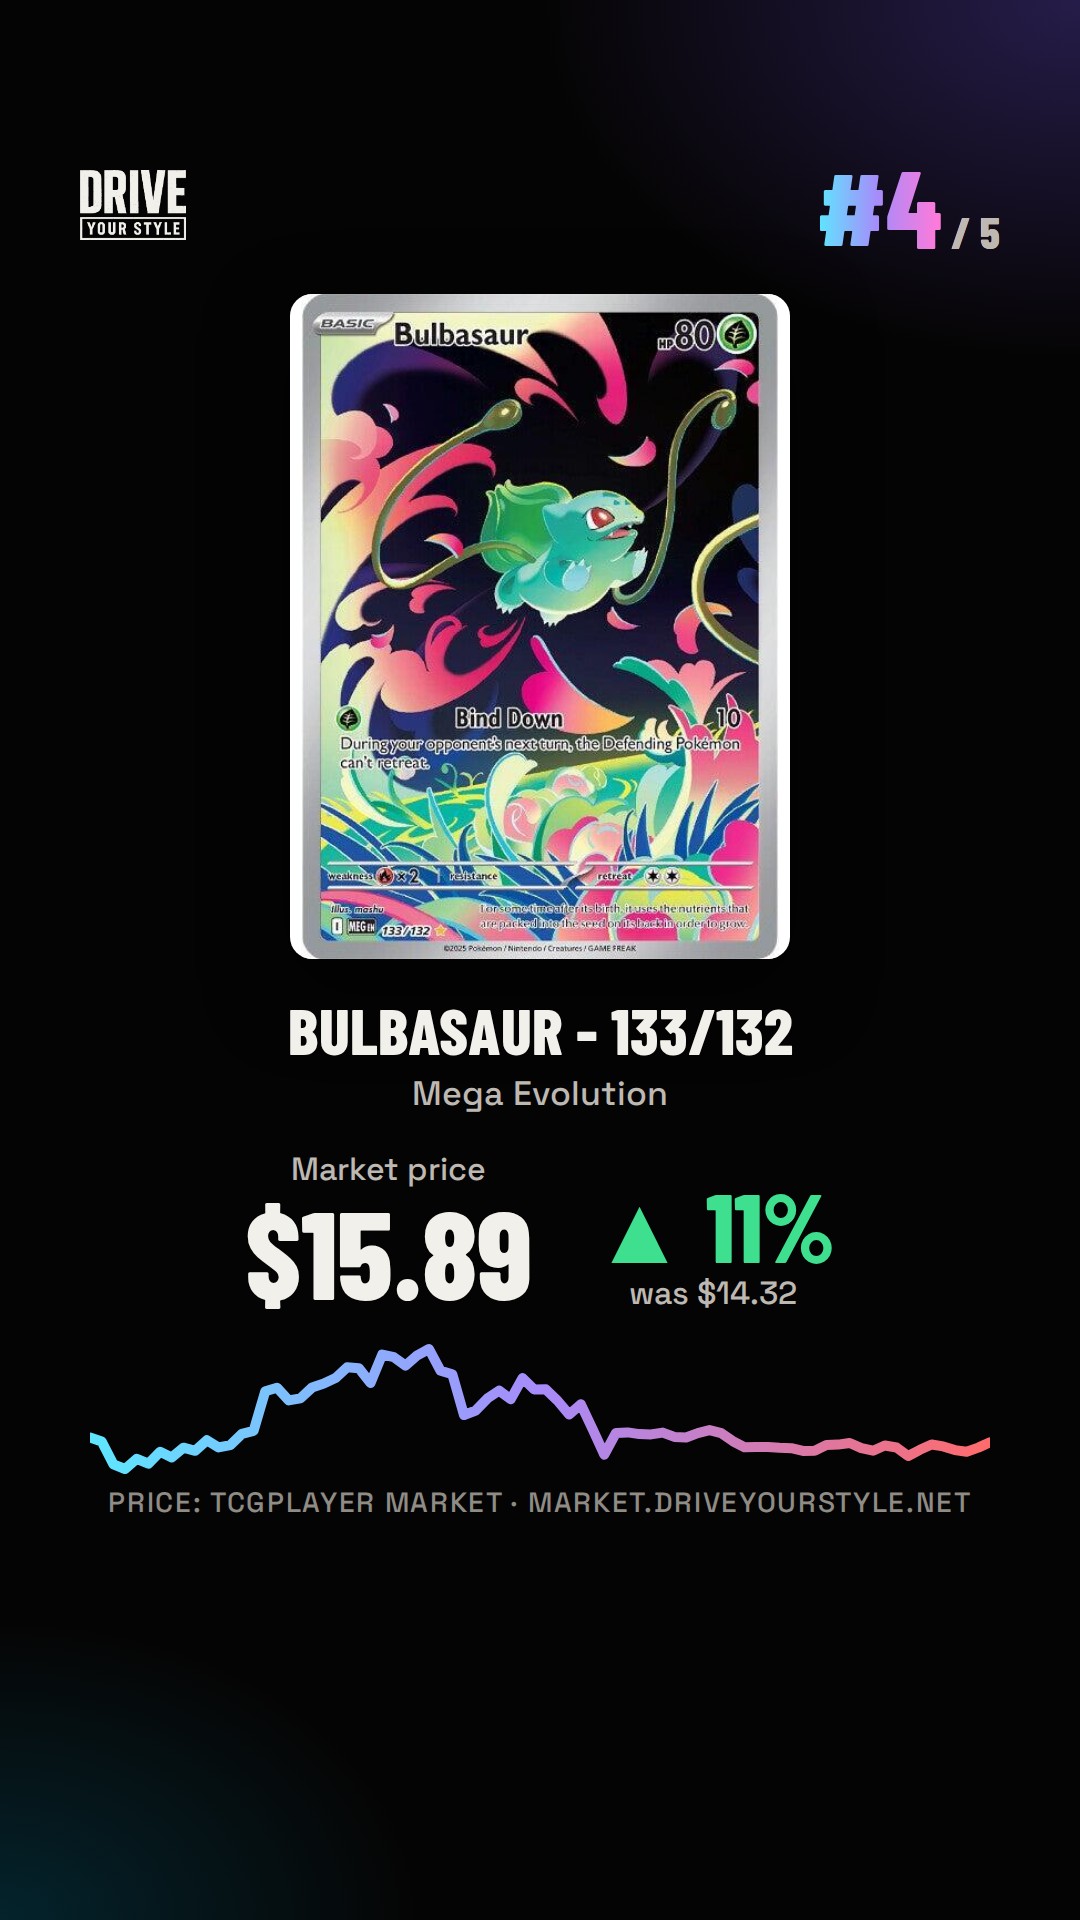 DRIVE
YOUR STYLE
#4 / 5
BASIC Bulbasaur HP 80
Bind Down 10
During your opponent's next turn, the Defending Pokémon
can't retreat.
weakness ×2 resistance retreat
Illus. mashu
For some time after its birth, it uses the nutrients that
are packed into the seed on its back in order to grow.
I MEG EN 133/132
©2025 Pokémon / Nintendo / Creatures / GAME FREAK
BULBASAUR - 133/132
Mega Evolution
Market price
$15.89
▲ 11%
was $14.32
PRICE: TCGPLAYER MARKET · MARKET.DRIVEYOURSTYLE.NET